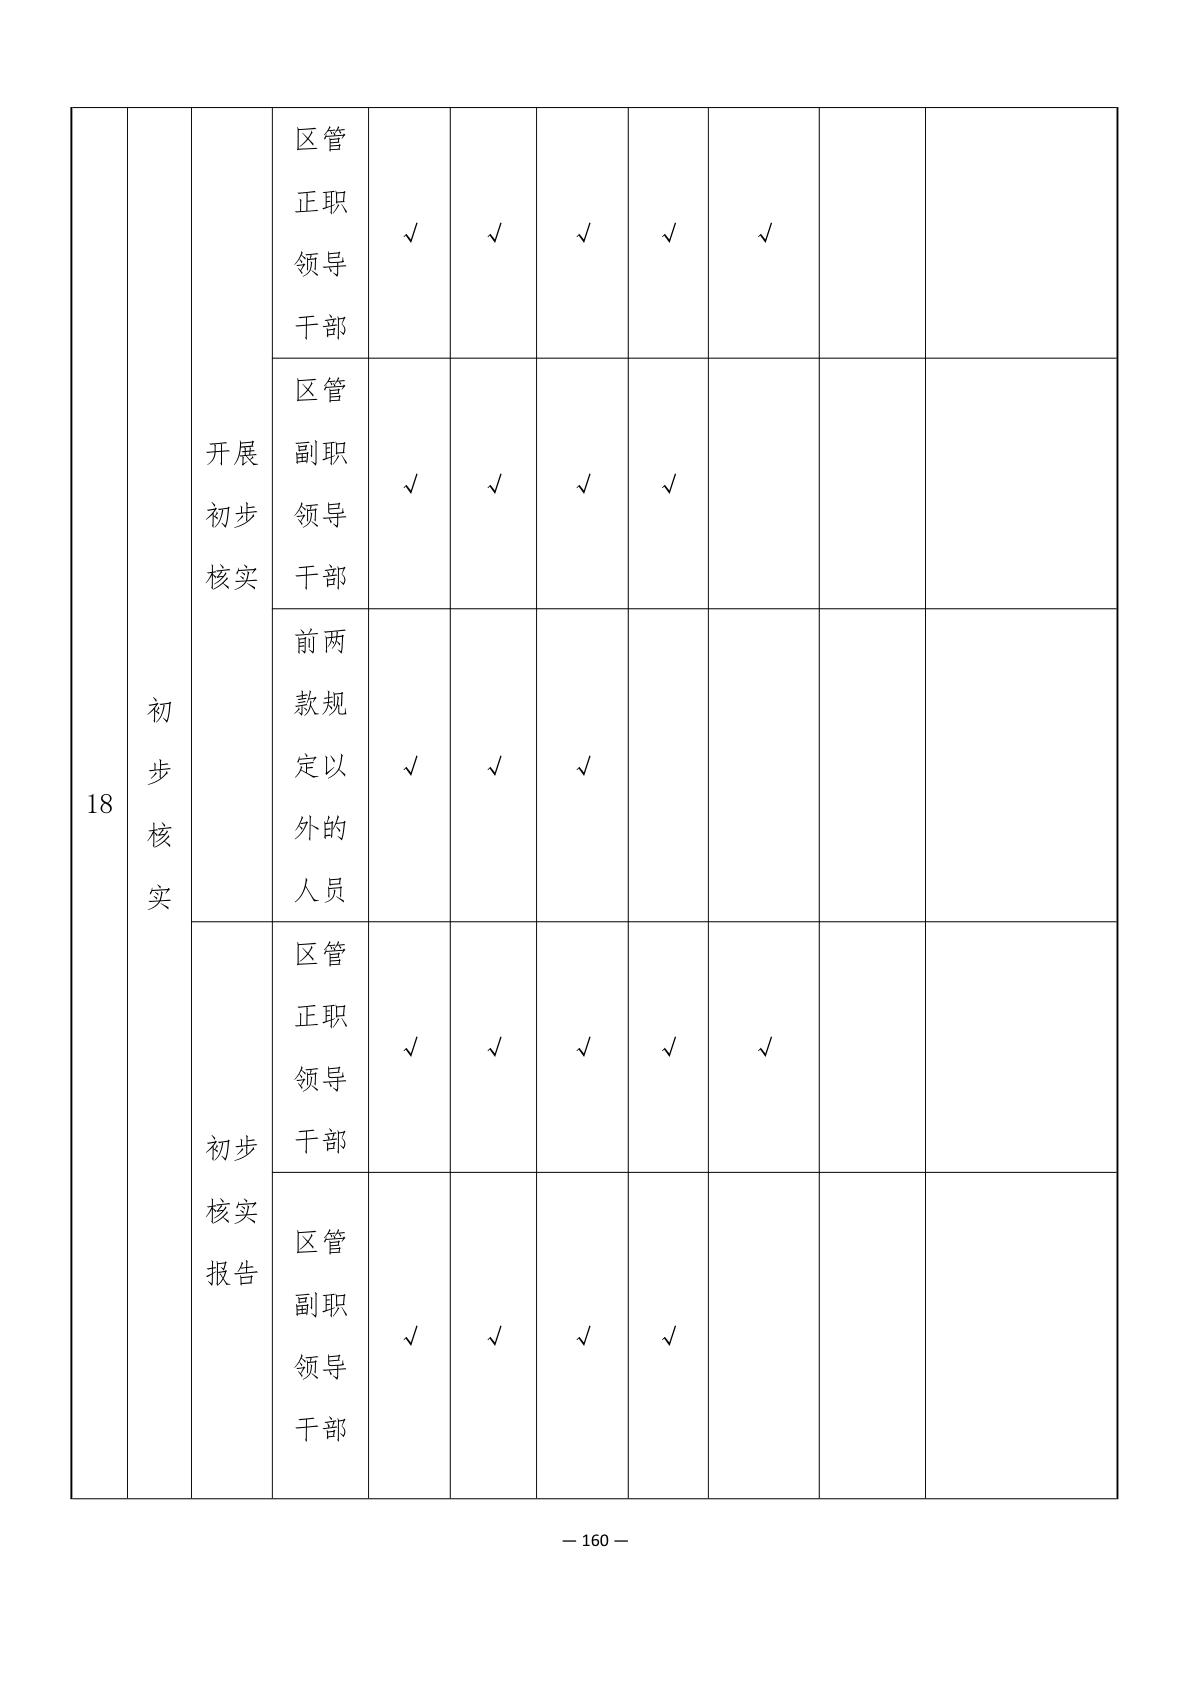 18
初
步
核
实
开展
初步
核实
区管
正职
领导
干部
√ √ √ √ √
区管
副职
领导
干部
√ √ √ √
前两
款规
定以
外的
人员
√ √ √
初步
核实
报告
区管
正职
领导
干部
√ √ √ √ √
区管
副职
领导
干部
√ √ √ √
— 160 —